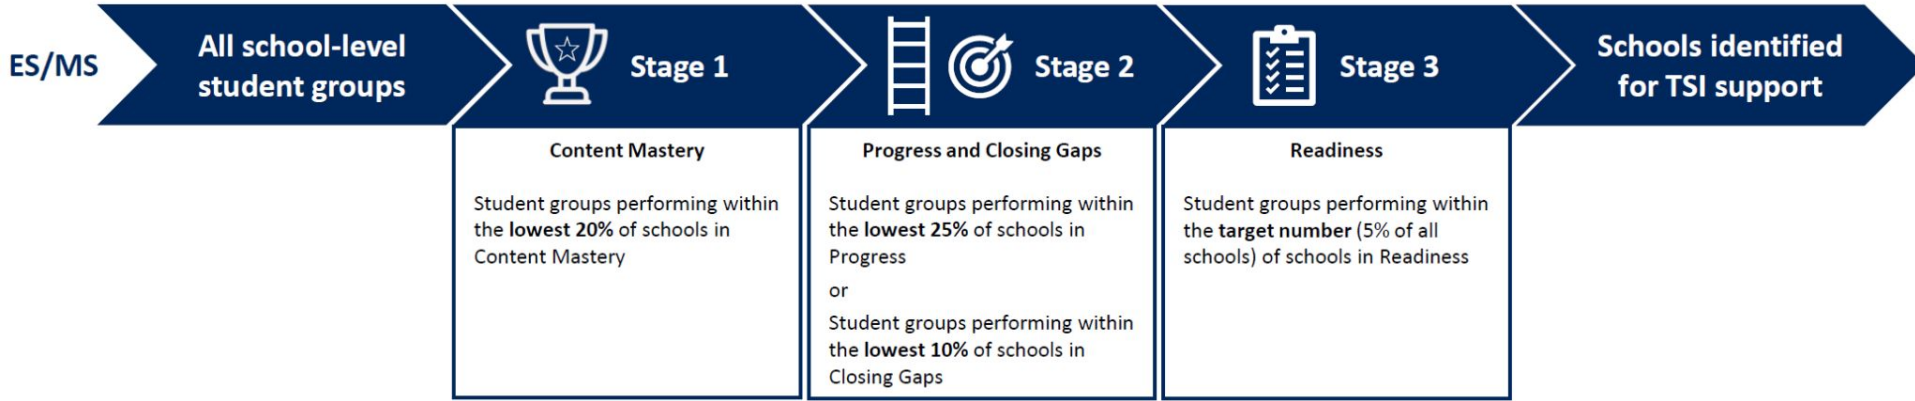 ES/MS
All school-level
student groups
Stage 1
Stage 2
Stage 3
Schools identified
for TSI support
Content Mastery
Student groups performing within
the lowest 20% of schools in
Content Mastery
Progress and Closing Gaps
Student groups performing within
the lowest 25% of schools in
Progress
or
Student groups performing within
the lowest 10% of schools in
Closing Gaps
Readiness
Student groups performing within
the target number (5% of all
schools) of schools in Readiness